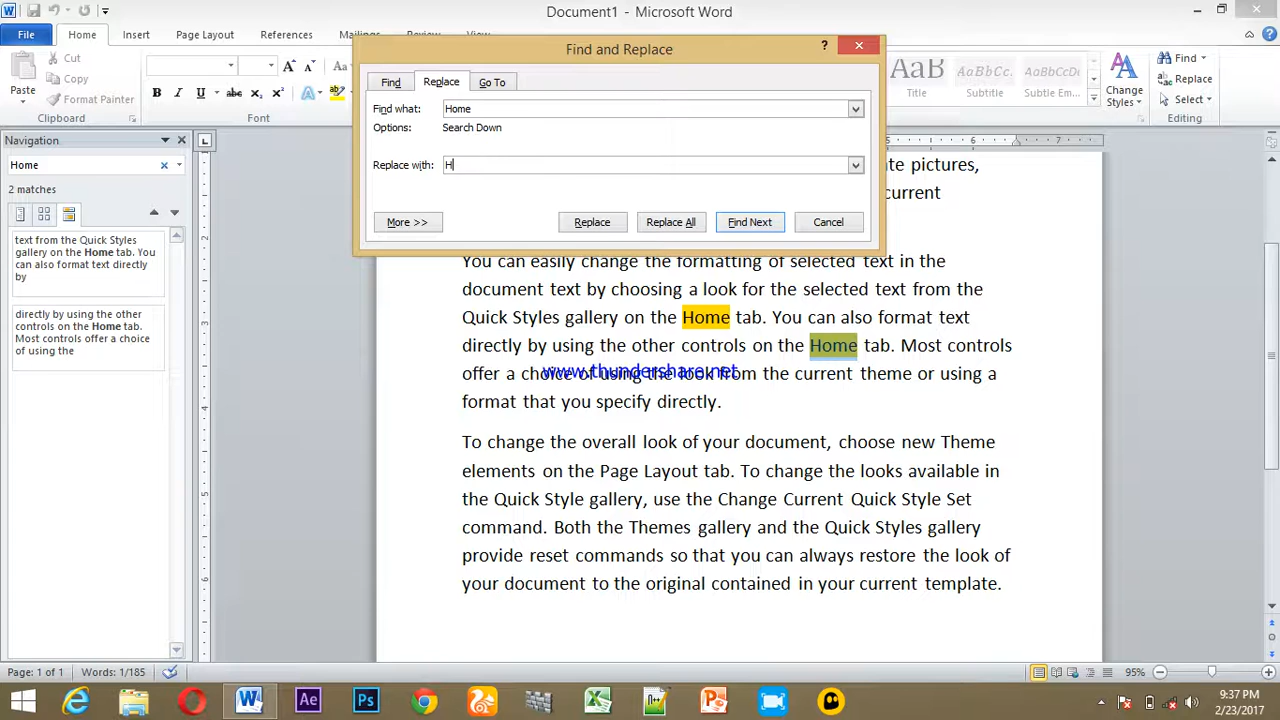 Document1 - Microsoft Word
File Home Insert Page Layout References Mailings Review View
Cut
Copy
Format Painter
Paste
Clipboard
Font
AaB AaBbCc. AaBbCc.
Title Subtitle Subtle Em...
Change
Styles
Find
Replace
Select
Editing
Find and Replace
Find Replace Go To
Find what: Home
Options: Search Down
Replace with: H
More >> Replace Replace All Find Next Cancel
Navigation
Home
2 matches
text from the Quick Styles
gallery on the Home tab. You
can also format text directly
by
directly by using the other
controls on the Home tab.
Most controls offer a choice
of using the
pictures,
current
You can easily change the formatting of selected text in the
document text by choosing a look for the selected text from the
Quick Styles gallery on the Home tab. You can also format text
directly by using the other controls on the Home tab. Most controls
offer a choice of using the look from the current theme or using a
www.thundershare.net
format that you specify directly.
To change the overall look of your document, choose new Theme
elements on the Page Layout tab. To change the looks available in
the Quick Style gallery, use the Change Current Quick Style Set
command. Both the Themes gallery and the Quick Styles gallery
provide reset commands so that you can always restore the look of
your document to the original contained in your current template.
Page: 1 of 1 Words: 1/185 95%
9:37 PM
2/23/2017